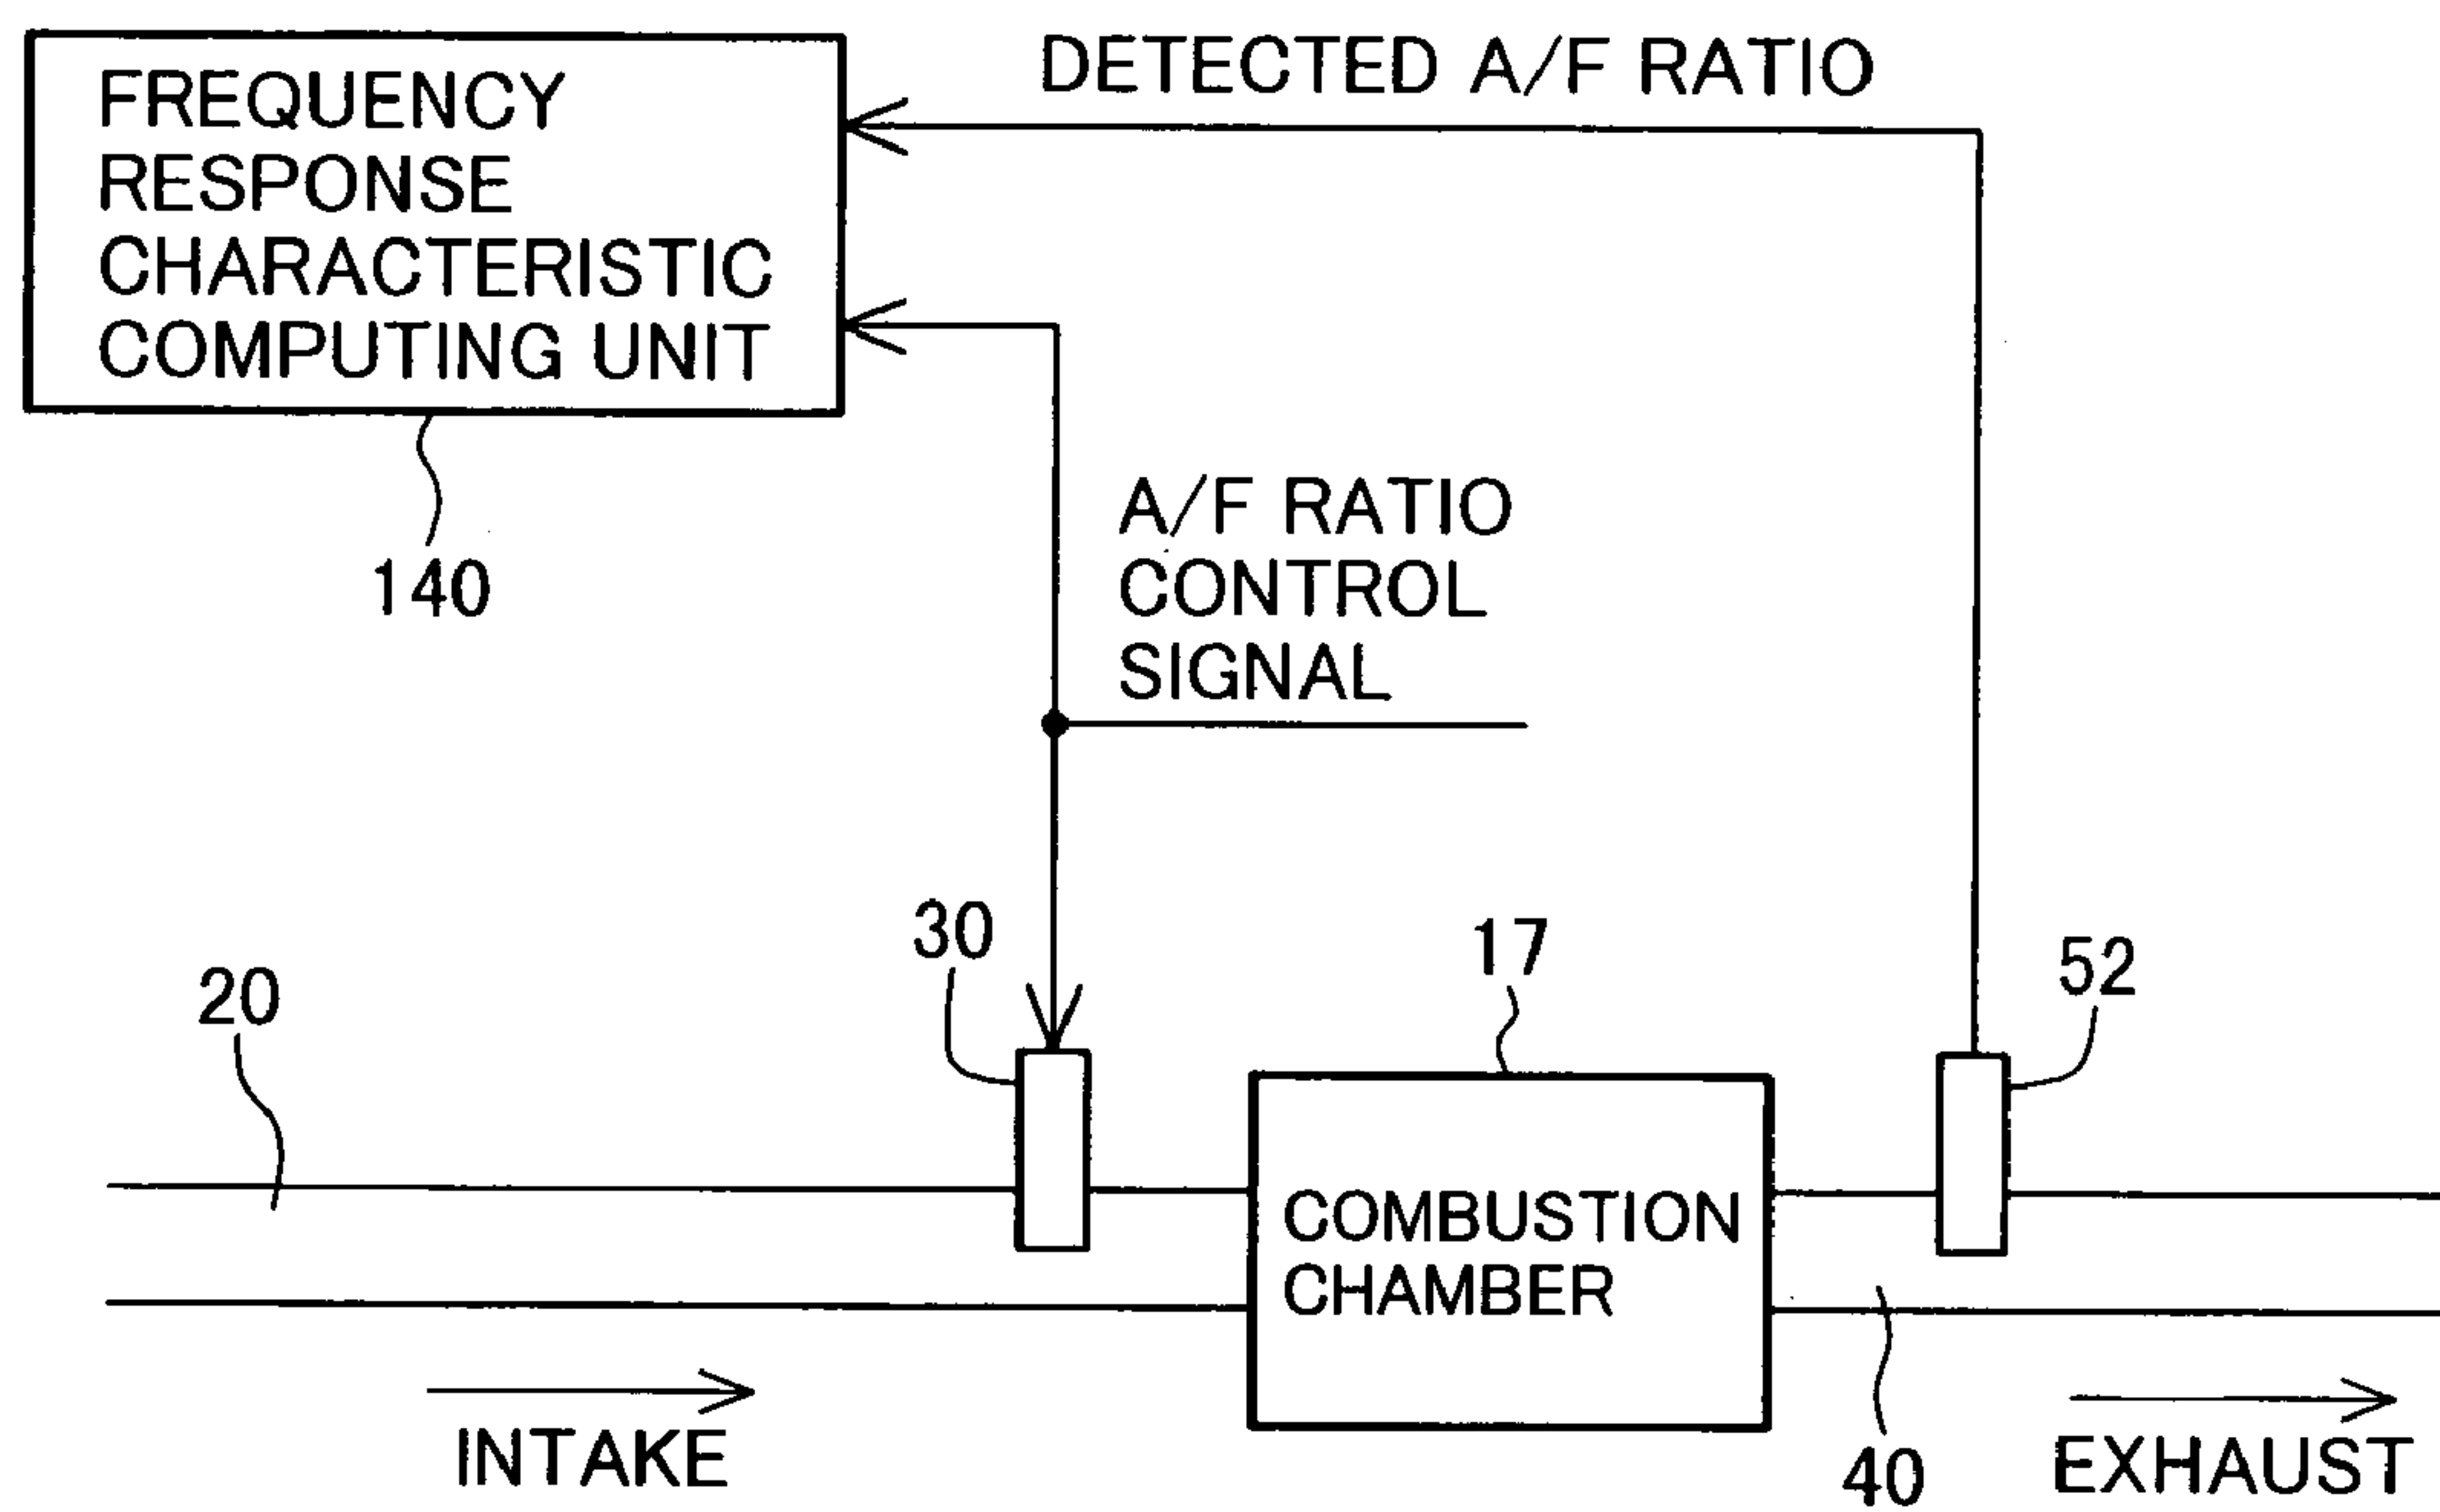 FREQUENCY
RESPONSE
CHARACTERISTIC
COMPUTING UNIT
DETECTED A/F RATIO
140
A/F RATIO
CONTROL
SIGNAL
30
17
52
20
COMBUSTION
CHAMBER
INTAKE
40
EXHAUST